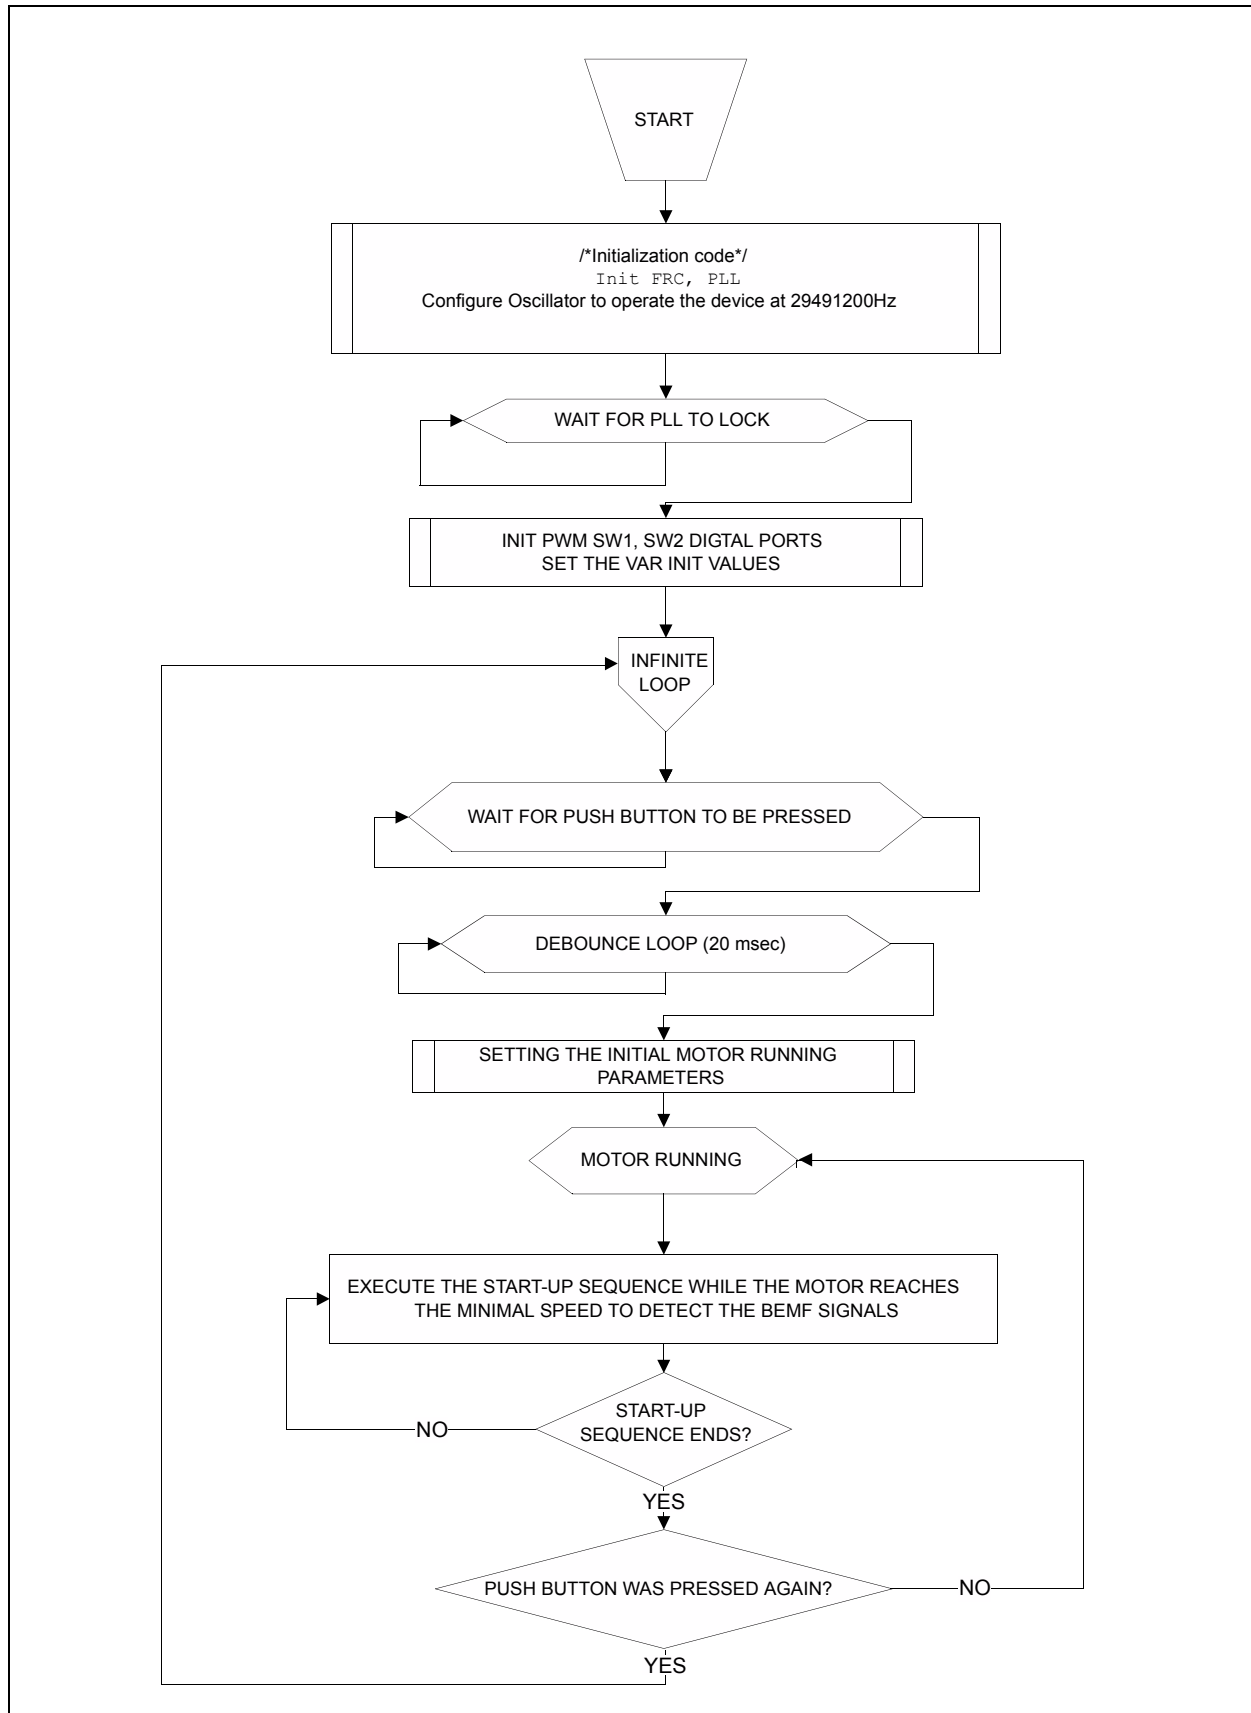 START
/*Initialization code*/
Init FRC, PLL
Configure Oscillator to operate the device at 29491200Hz
WAIT FOR PLL TO LOCK
INIT PWM SW1, SW2 DIGTAL PORTS
SET THE VAR INIT VALUES
INFINITE
LOOP
WAIT FOR PUSH BUTTON TO BE PRESSED
DEBOUNCE LOOP (20 msec)
SETTING THE INITIAL MOTOR RUNNING
PARAMETERS
MOTOR RUNNING
EXECUTE THE START-UP SEQUENCE WHILE THE MOTOR REACHES
THE MINIMAL SPEED TO DETECT THE BEMF SIGNALS
START-UP
SEQUENCE ENDS?
NO
YES
PUSH BUTTON WAS PRESSED AGAIN?
NO
YES